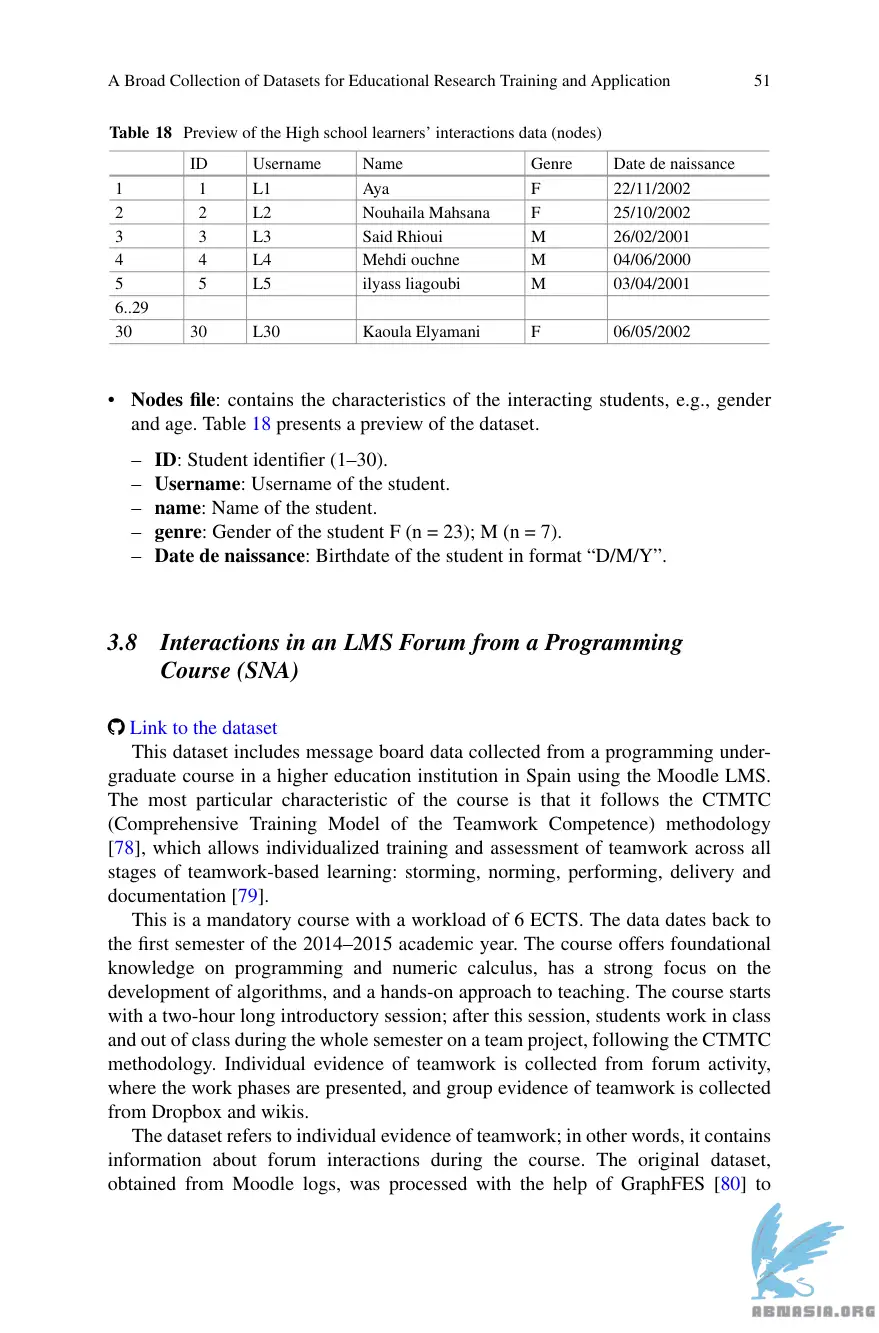 A Broad Collection of Datasets for Educational Research Training and Application 51
Table 18 Preview of the High school learners’ interactions data (nodes)
ID Username Name Genre Date de naissance
1 1 L1 Aya F 22/11/2002
2 2 L2 Nouhaila Mahsana F 25/10/2002
3 3 L3 Said Rhioui M 26/02/2001
4 4 L4 Mehdi ouchne M 04/06/2000
5 5 L5 ilyass liagoubi M 03/04/2001
6..29
30 30 L30 Kaoula Elyamani F 06/05/2002
• Nodes file: contains the characteristics of the interacting students, e.g., gender
and age. Table 18 presents a preview of the dataset.
– ID: Student identifier (1–30).
– Username: Username of the student.
– name: Name of the student.
– genre: Gender of the student F (n = 23); M (n = 7).
– Date de naissance: Birthdate of the student in format “D/M/Y”.
3.8 Interactions in an LMS Forum from a Programming
Course (SNA)
Link to the dataset
This dataset includes message board data collected from a programming under-
graduate course in a higher education institution in Spain using the Moodle LMS.
The most particular characteristic of the course is that it follows the CTMTC
(Comprehensive Training Model of the Teamwork Competence) methodology
[78], which allows individualized training and assessment of teamwork across all
stages of teamwork-based learning: storming, norming, performing, delivery and
documentation [79].
This is a mandatory course with a workload of 6 ECTS. The data dates back to
the first semester of the 2014–2015 academic year. The course offers foundational
knowledge on programming and numeric calculus, has a strong focus on the
development of algorithms, and a hands-on approach to teaching. The course starts
with a two-hour long introductory session; after this session, students work in class
and out of class during the whole semester on a team project, following the CTMTC
methodology. Individual evidence of teamwork is collected from forum activity,
where the work phases are presented, and group evidence of teamwork is collected
from Dropbox and wikis.
The dataset refers to individual evidence of teamwork; in other words, it contains
information about forum interactions during the course. The original dataset,
obtained from Moodle logs, was processed with the help of GraphFES [80] to
ABNASIA.ORG